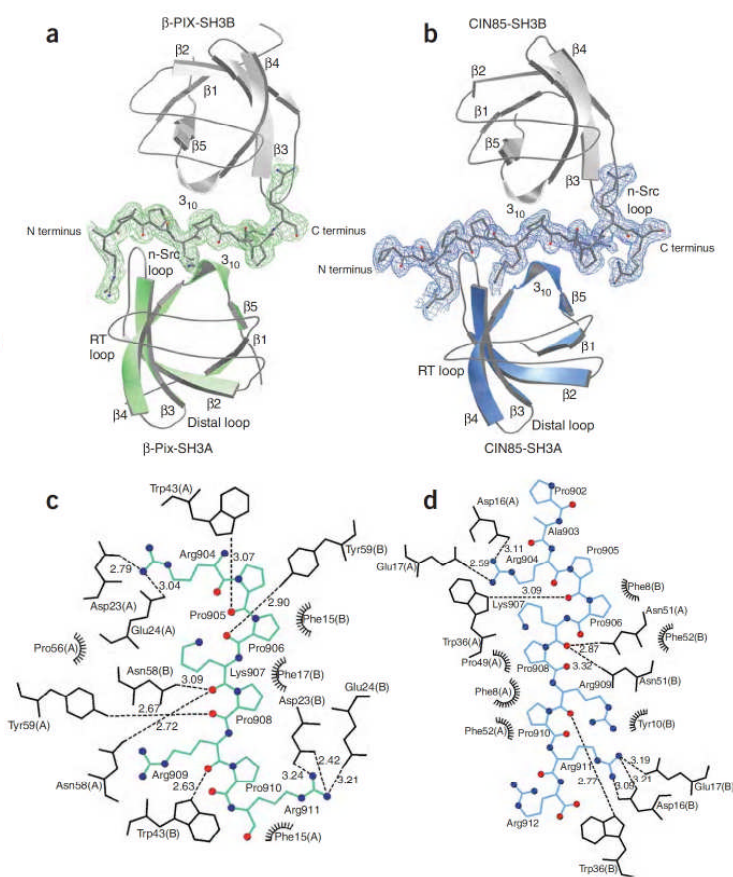 a
β-PIX-SH3B
β2
β4
β1
β5
β3
3₁₀
N terminus
C terminus
n-Src
loop
3₁₀
β5
RT
loop
β1
β4
β3
β2
Distal loop
β-Pix-SH3A
b
CIN85-SH3B
β4
β2
β1
β5
β3
n-Src
loop
3₁₀
C terminus
N terminus
3₁₀
β5
β1
RT loop
β2
β4
β3
Distal loop
CIN85-SH3A
c
Trp43(A)
Arg904
3.07
Tyr59(B)
2.79
3.04
Asp23(A)
Glu24(A)
Pro905
2.90
Phe15(B)
Pro906
Pro56(A)
Asn58(B)
Lys907
Phe17(B)
3.09
Asp23(B)
Glu24(B)
2.67
Pro908
Tyr59(A)
2.72
2.42
3.24
3.21
Asn58(A)
Arg909
Pro910
2.63
Arg911
Trp43(B)
Phe15(A)
d
Pro902
Asp16(A)
Ala903
3.11
Pro905
Glu17(A)
2.59
Arg904
Phe8(B)
3.09
Lys907
Asn51(A)
Pro906
Phe52(B)
Trp36(A)
2.87
Pro908
3.32
Pro49(A)
Arg909
Asn51(B)
Phe8(A)
Tyr10(B)
Phe52(A)
Pro910
Arg911
3.19
3.21
2.77
3.09
Glu17(B)
Arg912
Asp16(B)
Trp36(B)